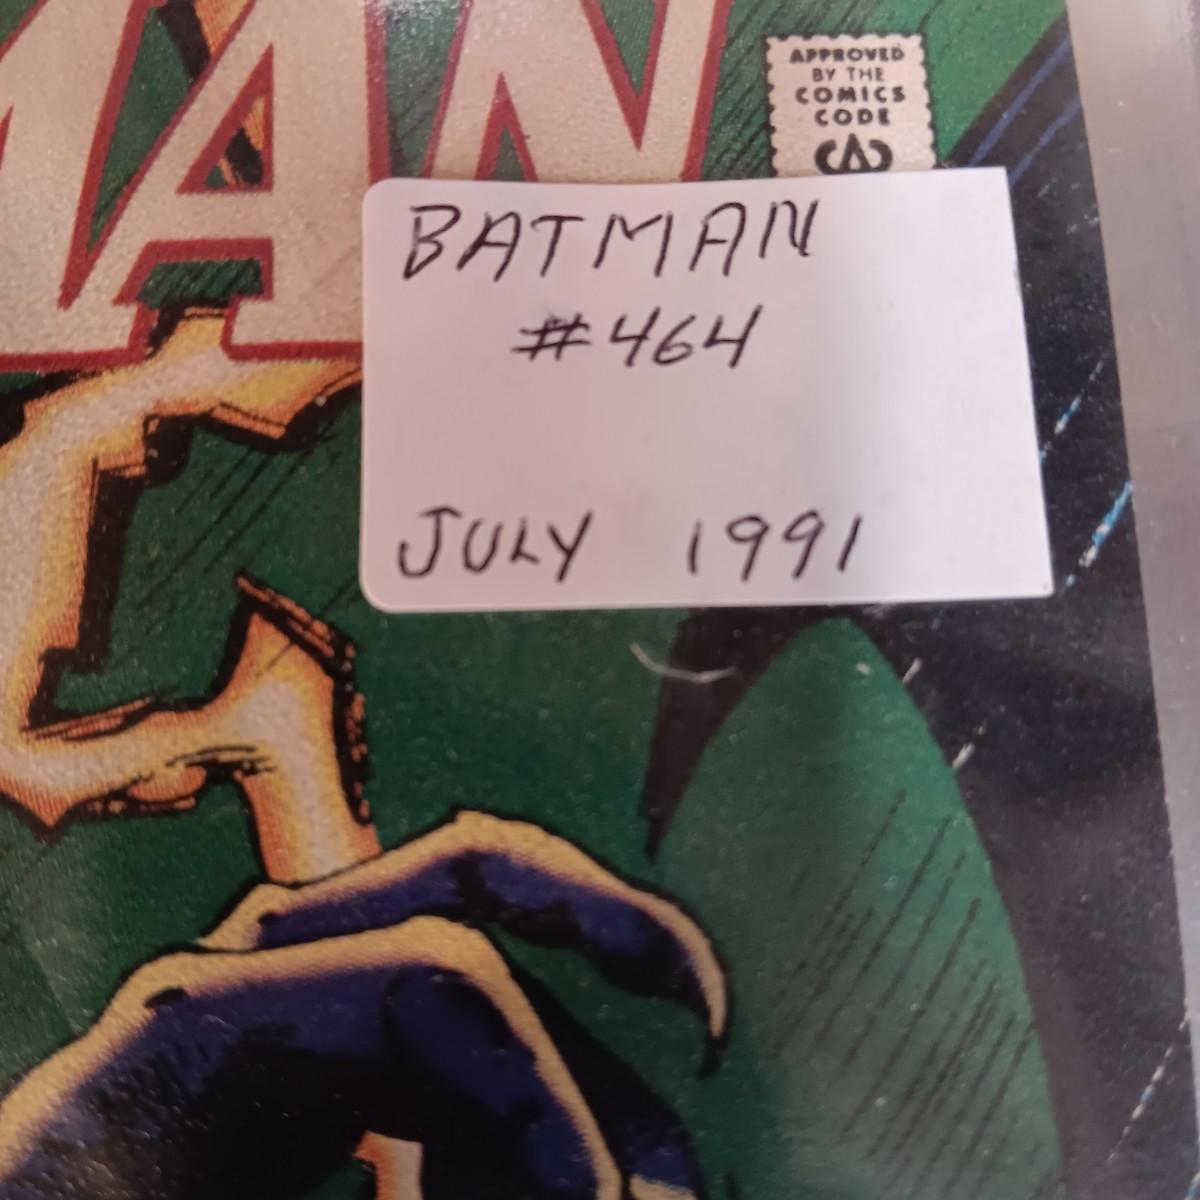 MAN
APPROVED
BY THE
COMICS
CODE
BATMAN
#464
JULY 1991